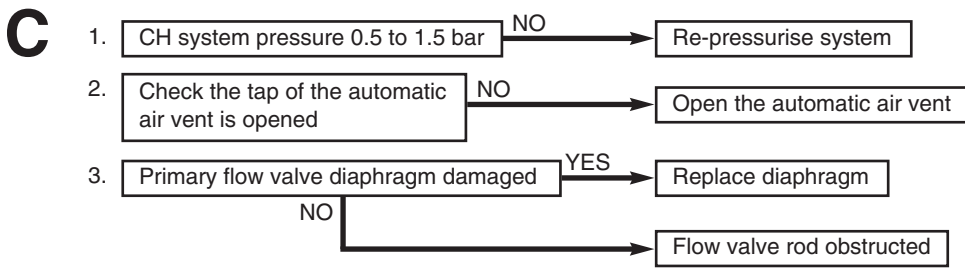 C
1. CH system pressure 0.5 to 1.5 bar NO Re-pressurise system
2. Check the tap of the automatic NO Open the automatic air vent
air vent is opened
3. Primary flow valve diaphragm damaged YES Replace diaphragm
NO
Flow valve rod obstructed